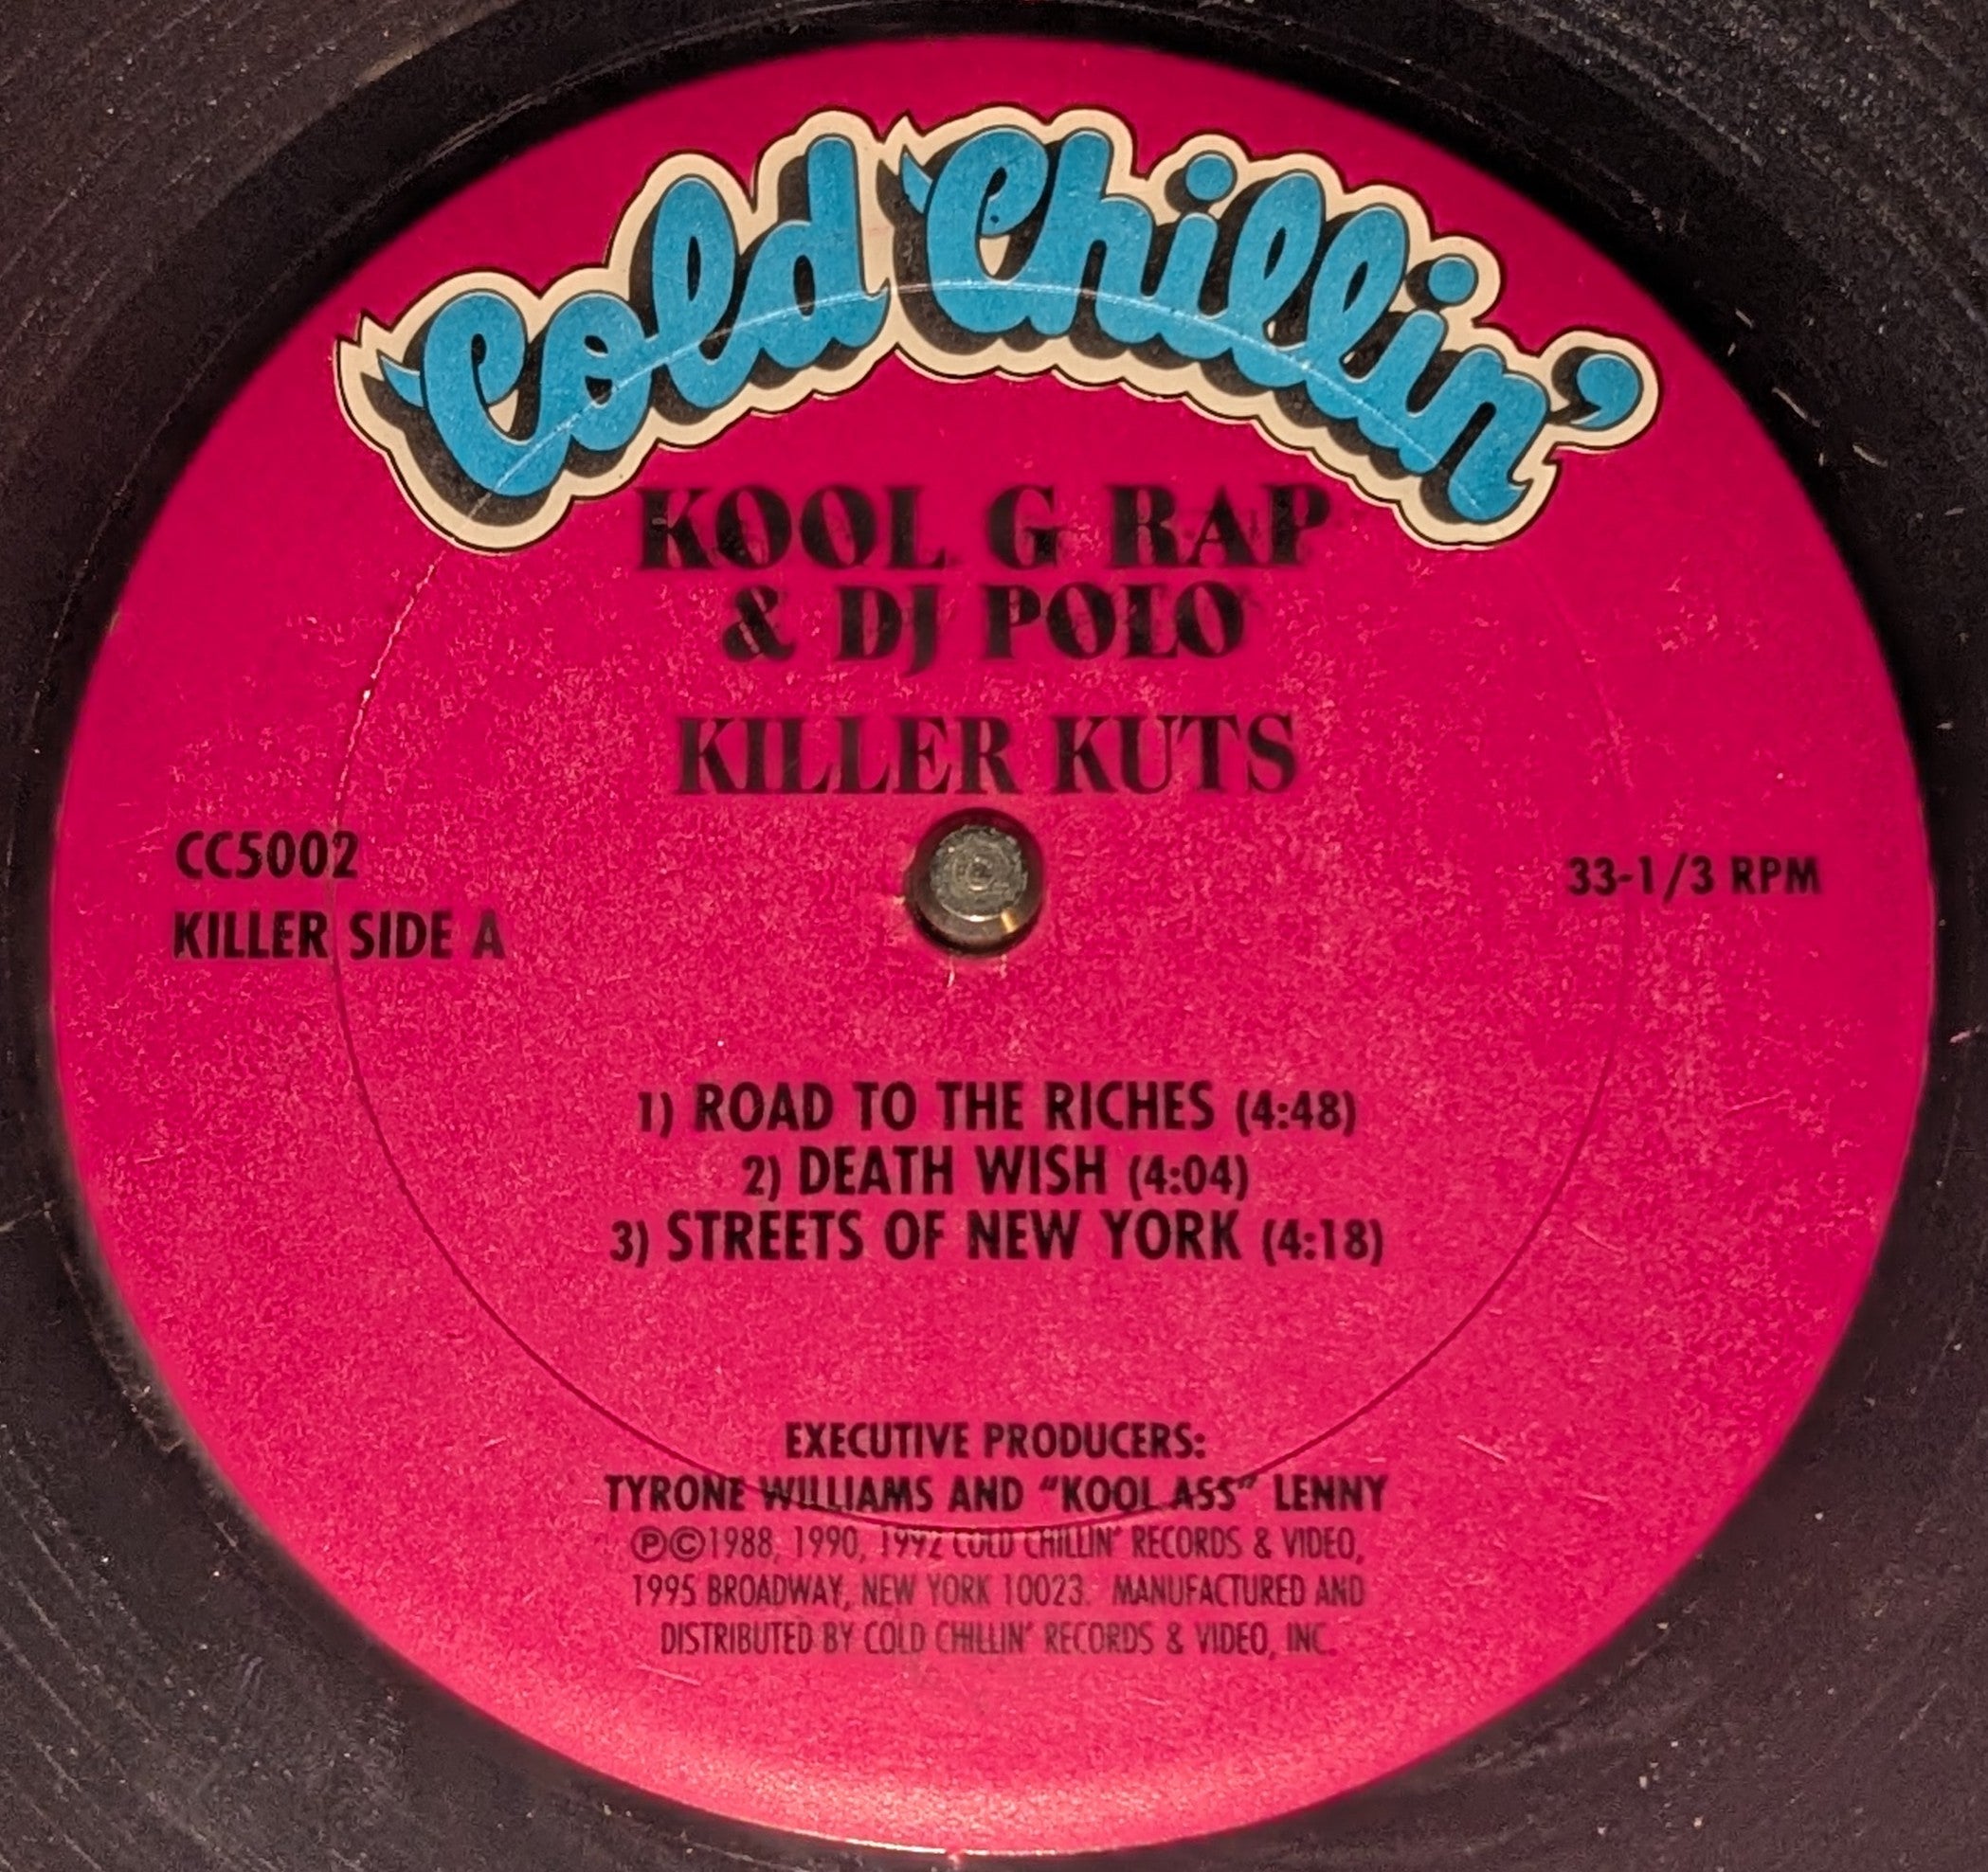 Cold Chillin'
KOOL G RAP
& DJ POLO
KILLER KUTS
CC5002
KILLER SIDE A
33-1/3 RPM
1) ROAD TO THE RICHES (4:48)
2) DEATH WISH (4:04)
3) STREETS OF NEW YORK (4:18)
EXECUTIVE PRODUCERS:
TYRONE WILLIAMS AND "KOOL ASS" LENNY
℗©1988, 1990, 1992 COLD CHILLIN' RECORDS & VIDEO,
1995 BROADWAY, NEW YORK 10023. MANUFACTURED AND
DISTRIBUTED BY COLD CHILLIN' RECORDS & VIDEO, INC.